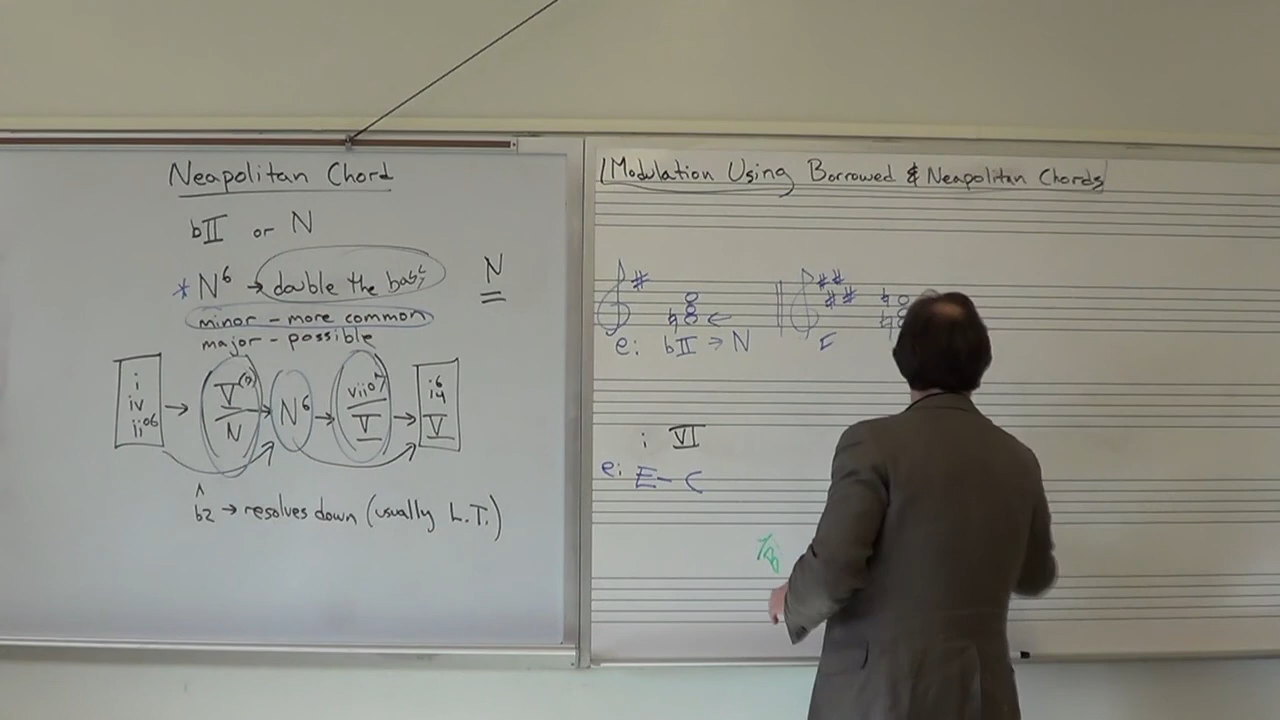 Neapolitan Chord
bII or N
* N6 → double the bass
N
minor - more common
major - possible
i
iv
ii°6
→
V(7)
N
→ N6 →
vii°7
V
→
i6
4
V
^
b2 → resolves down (usually L.T.)
Modulation Using Borrowed & Neapolitan Chords
e: bII → N
E
i VI
e: E - C